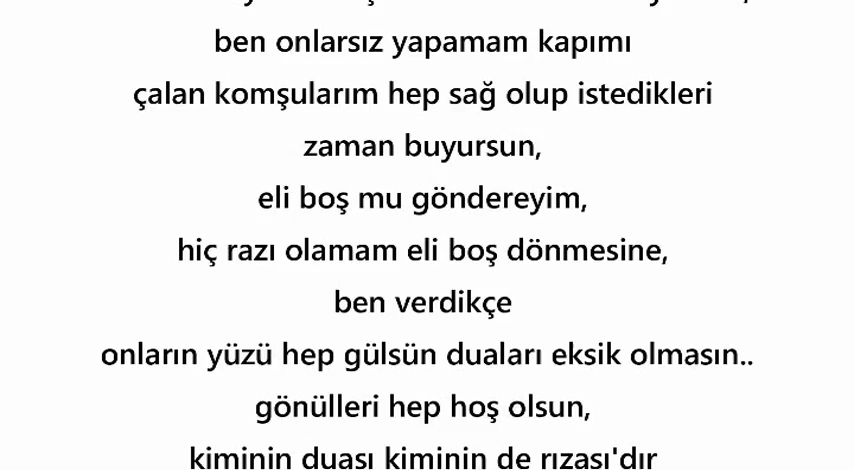 ben onlarsız yapamam kapımı
çalan komşularım hep sağ olup istedikleri
zaman buyursun,
eli boş mu göndereyim,
hiç razı olamam eli boş dönmesine,
ben verdikçe
onların yüzü hep gülsün duaları eksik olmasın..
gönülleri hep hoş olsun,
kiminin duası kiminin de rızası'dır